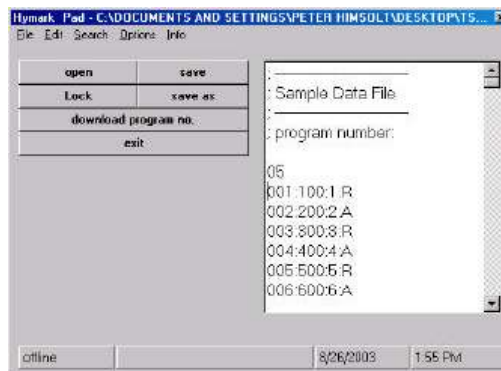 Hymark Pad - C:\DOCUMENTS AND SETTINGS\PETER HIMSOLT\DESKTOP\TS...
File Edit Search Options Info
open save
Lock save as
download program no.
exit
; ——————————
; Sample Data File
; ——————————
; program number:
05
001:100:1:R
002:200:2:A
003:300:3:R
004:400:4:A
005:500:5:R
006:600:6:A
offline 8/26/2003 1:55 PM